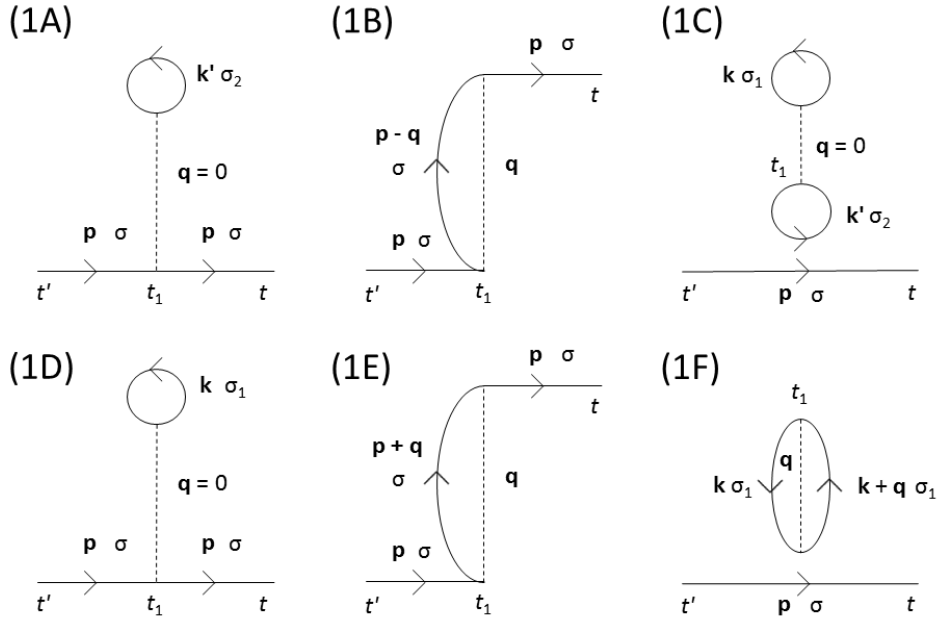 (1A)
k' σ₂
q = 0
p σ
p σ
t'
t₁
t
(1B)
p σ
t
p - q
σ
q
p σ
t'
t₁
(1C)
k σ₁
q = 0
t₁
k' σ₂
t'
p σ
t
(1D)
k σ₁
q = 0
p σ
p σ
t'
t₁
t
(1E)
p σ
t
p + q
σ
q
p σ
t'
t₁
(1F)
t₁
q
k σ₁
k + q σ₁
t'
p σ
t